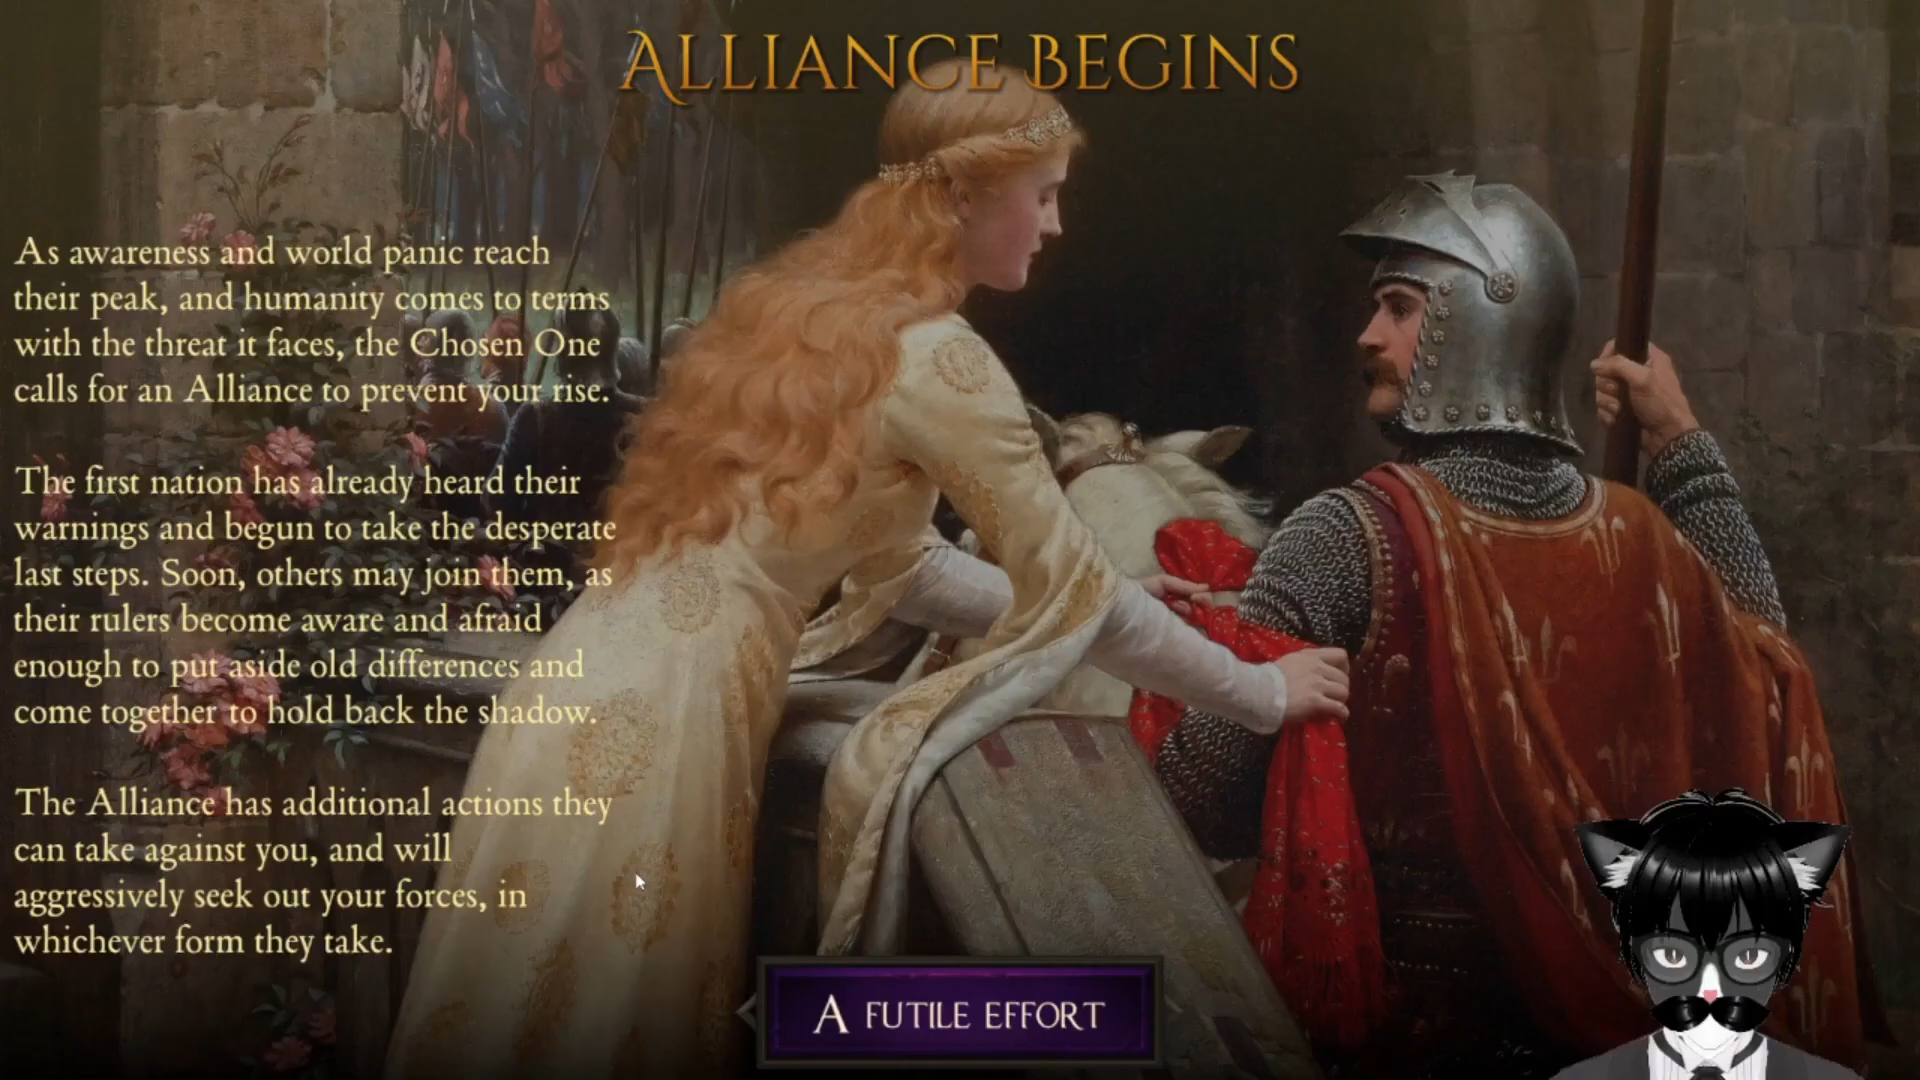 Alliance Begins
As awareness and world panic reach
their peak, and humanity comes to terms
with the threat it faces, the Chosen One
calls for an Alliance to prevent your rise.
The first nation has already heard their
warnings and begun to take the desperate
last steps. Soon, others may join them, as
their rulers become aware and afraid
enough to put aside old differences and
come together to hold back the shadow.
The Alliance has additional actions they
can take against you, and will
aggressively seek out your forces, in
whichever form they take.
A futile effort